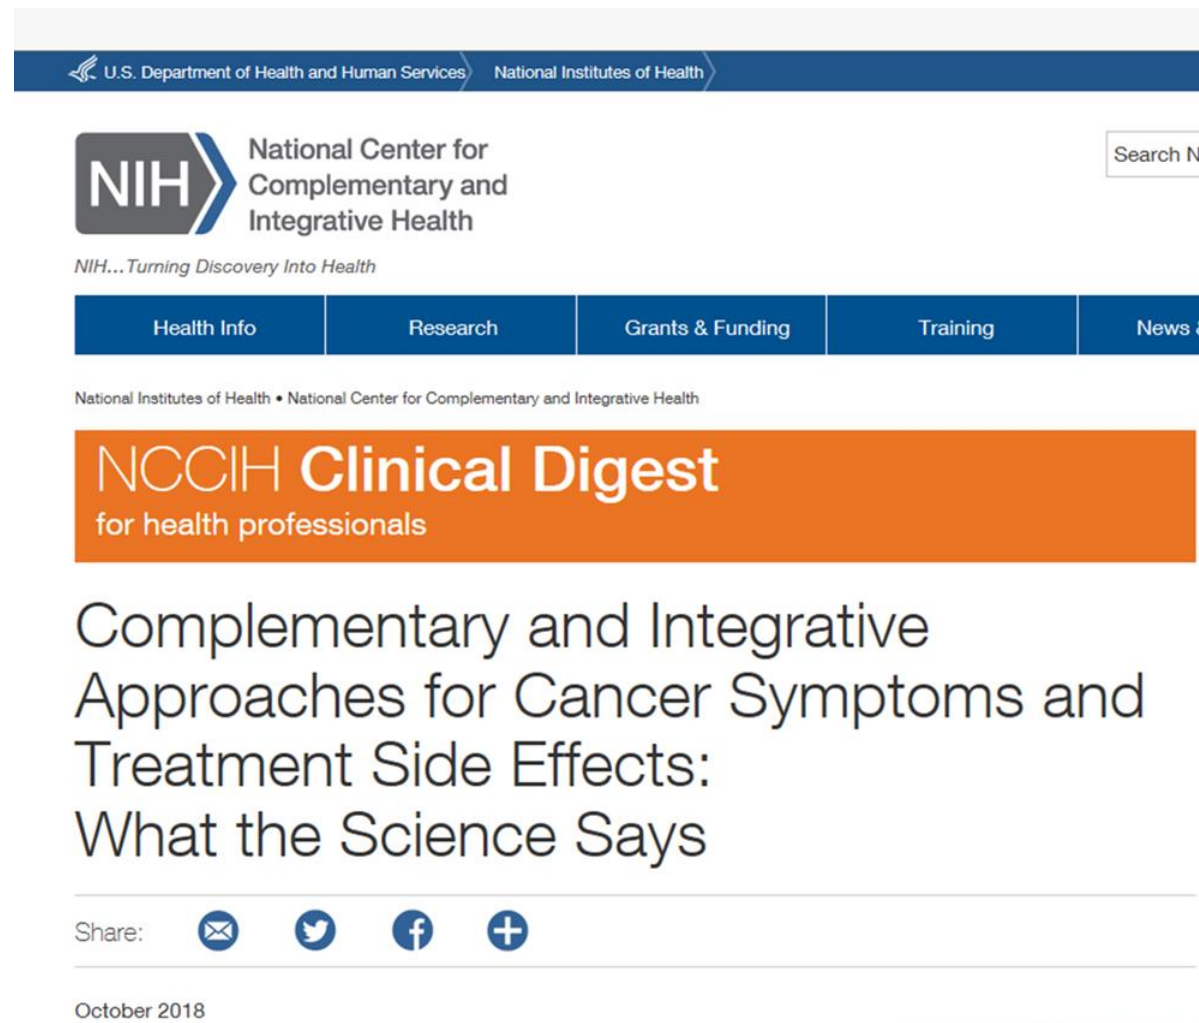 U.S. Department of Health and Human Services National Institutes of Health
NIH
National Center for
Complementary and
Integrative Health
Search N
NIH...Turning Discovery Into Health
Health Info Research Grants & Funding Training News &
National Institutes of Health • National Center for Complementary and Integrative Health
NCCIH Clinical Digest
for health professionals
Complementary and Integrative
Approaches for Cancer Symptoms and
Treatment Side Effects:
What the Science Says
Share:
October 2018